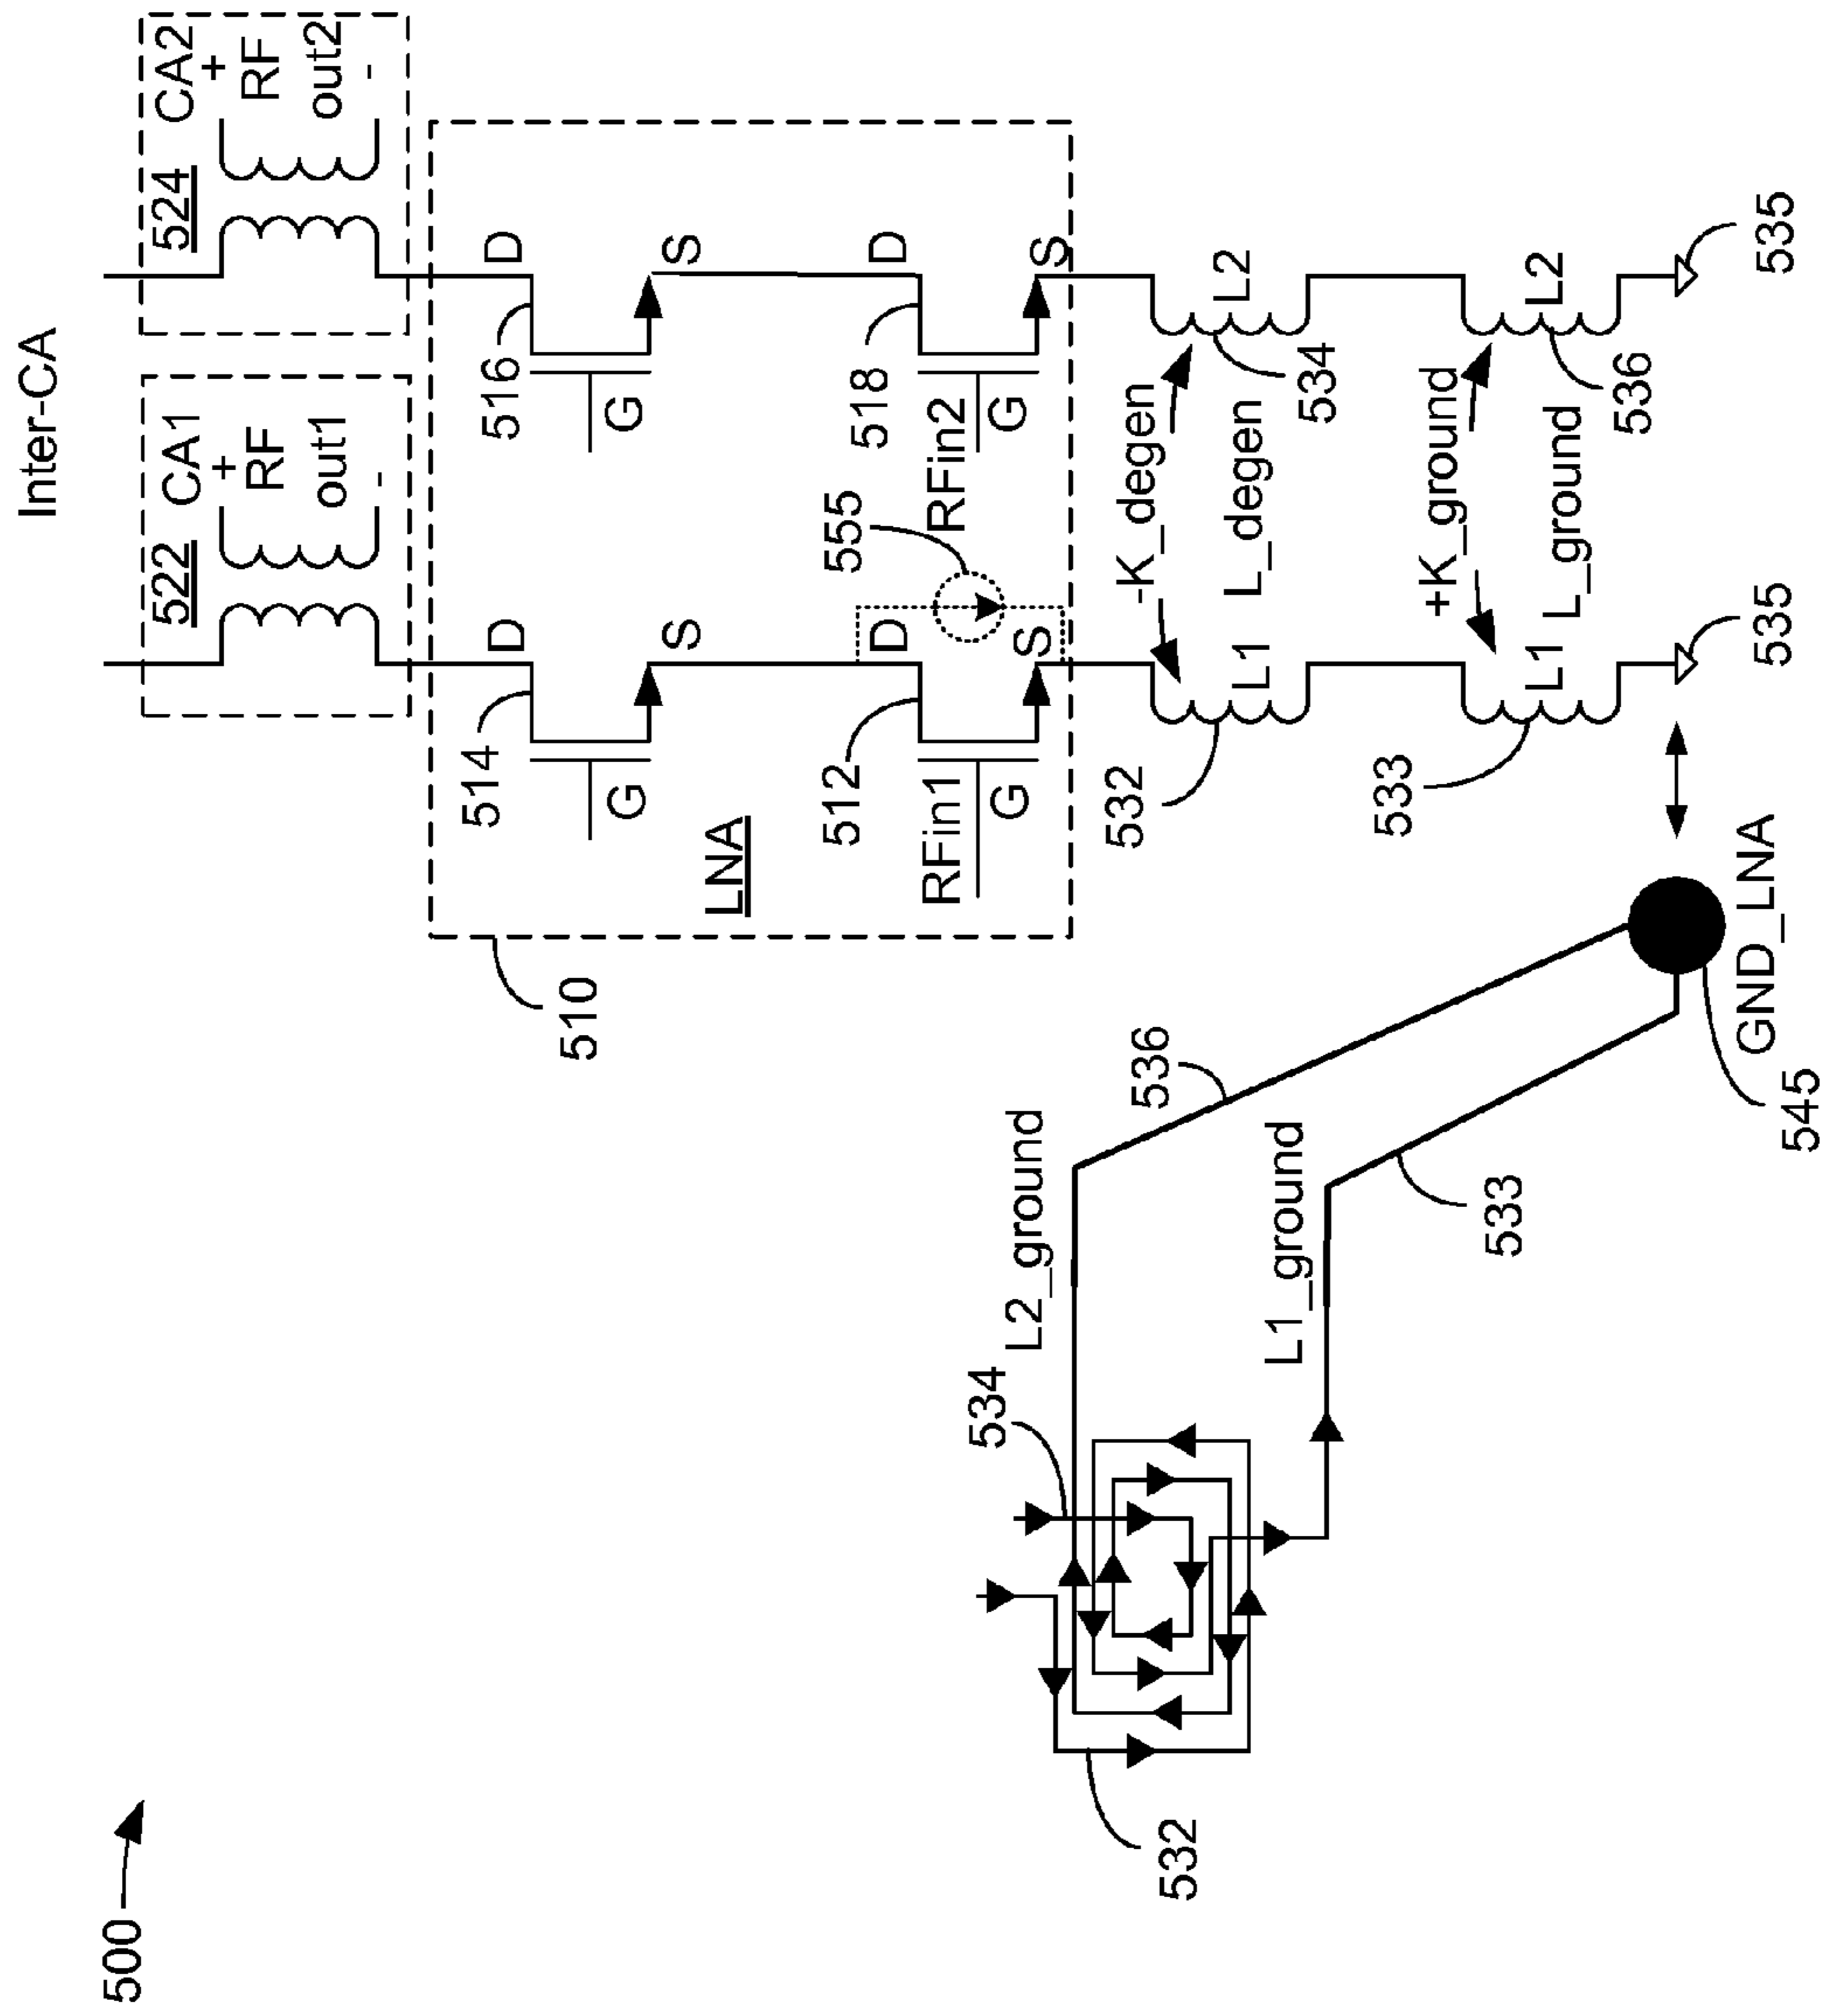 500
Inter-CA
522
CA1
+
RF
out1
-
524
CA2
+
RF
out2
-
D
514
G
S
D
516
G
S
LNA
510
D
512
RFin1
G
S
555
D
518
RFin2
G
S
532
L1
-K_degen
L_degen
L2
534
533
L1
+K_ground
L_ground
L2
536
535
535
534
532
L2_ground
536
L1_ground
533
545
GND_LNA